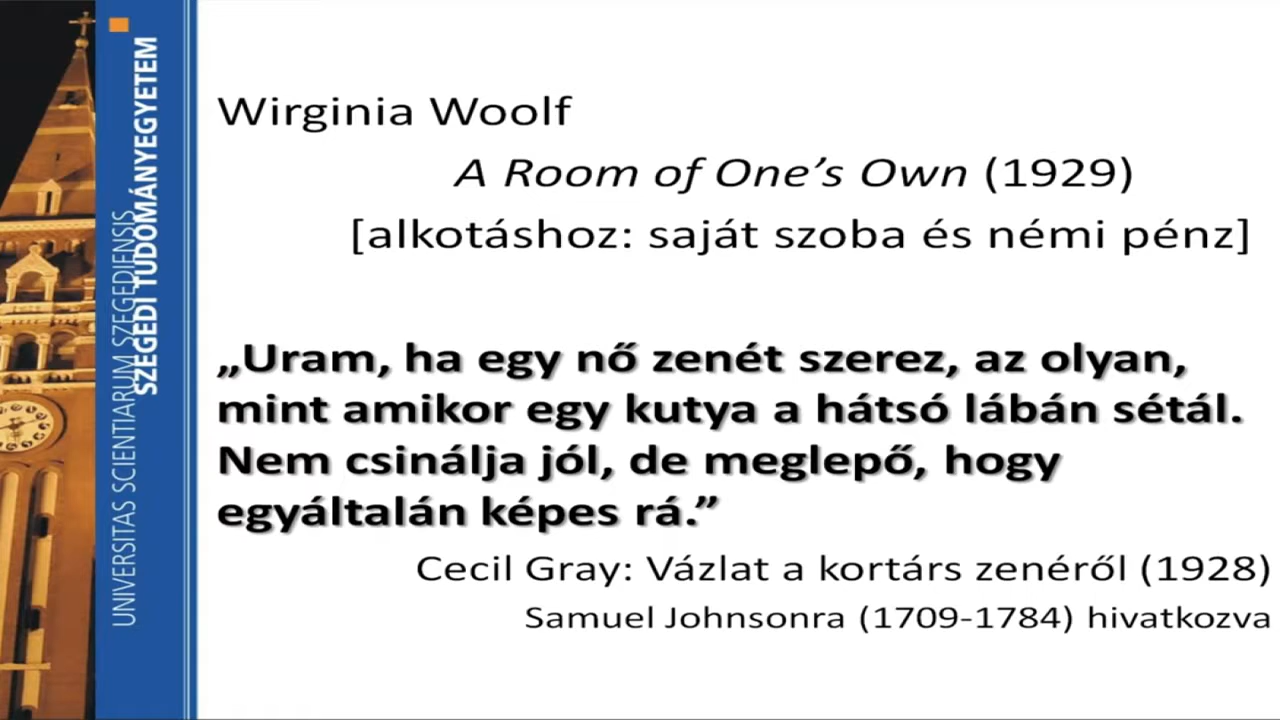 UNIVERSITAS SCIENTIARUM SZEGEDIENSIS
SZEGEDI TUDOMÁNYEGYETEM
Wirginia Woolf
A Room of One’s Own (1929)
[alkotáshoz: saját szoba és némi pénz]
„Uram, ha egy nő zenét szerez, az olyan,
mint amikor egy kutya a hátsó lábán sétál.
Nem csinálja jól, de meglepő, hogy
egyáltalán képes rá.”
Cecil Gray: Vázlat a kortárs zenéről (1928)
Samuel Johnsonra (1709-1784) hivatkozva